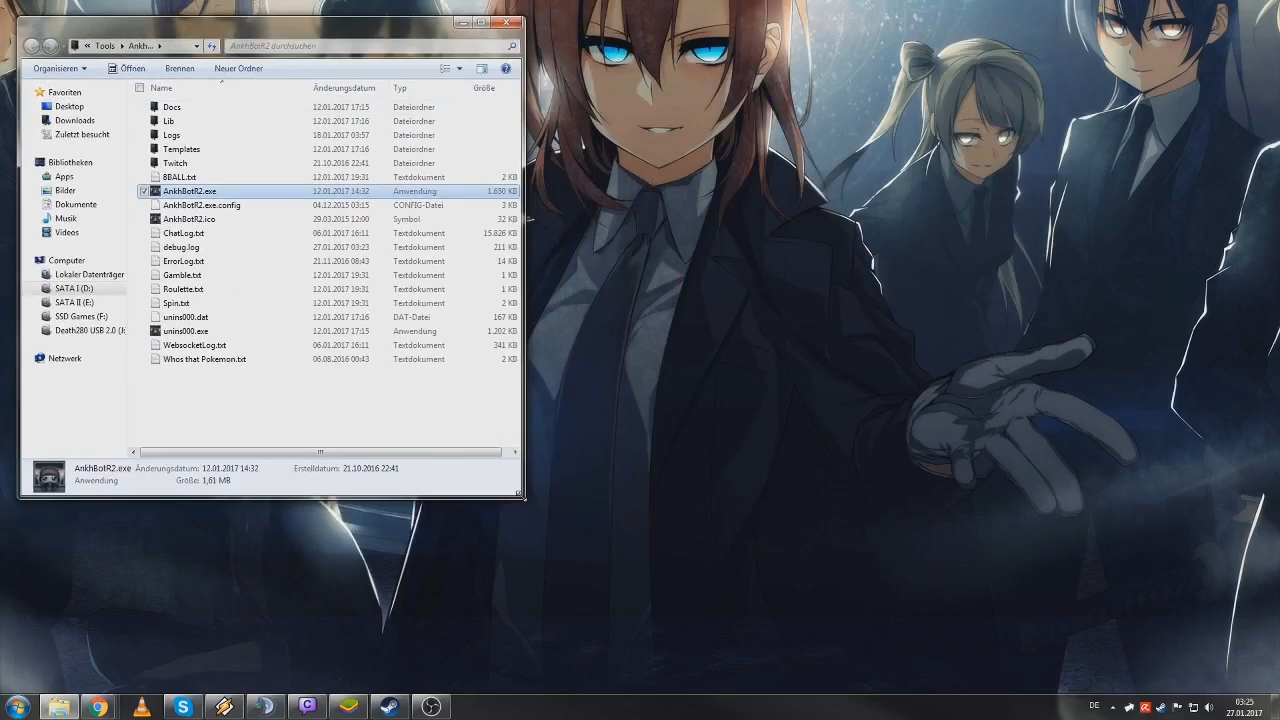 « Tools Ankh...
AnkhBotR2 durchsuchen
Organisieren Öffnen Brennen Neuer Ordner
Name Änderungsdatum Typ Größe
Favoriten
Desktop
Downloads
Zuletzt besucht
Bibliotheken
Apps
Bilder
Dokumente
Musik
Videos
Computer
Lokaler Datenträger
SATA I (D:)
SATA II (E:)
SSD Games (F:)
Death280 USB 2.0 (J:
Netzwerk
Docs 12.01.2017 17:15 Dateiordner
Lib 12.01.2017 17:16 Dateiordner
Logs 18.01.2017 03:57 Dateiordner
Templates 12.01.2017 17:16 Dateiordner
Twitch 21.10.2016 22:41 Dateiordner
8BALL.txt 12.01.2017 19:31 Textdokument 2 KB
AnkhBotR2.exe 12.01.2017 14:32 Anwendung 1.650 KB
AnkhBotR2.exe.config 04.12.2015 03:15 CONFIG-Datei 3 KB
AnkhBotR2.ico 29.03.2015 12:00 Symbol 32 KB
ChatLog.txt 06.01.2017 16:11 Textdokument 15.826 KB
debug.log 27.01.2017 03:23 Textdokument 211 KB
ErrorLog.txt 21.11.2016 08:43 Textdokument 14 KB
Gamble.txt 12.01.2017 19:31 Textdokument 2 KB
Roulette.txt 12.01.2017 19:31 Textdokument 2 KB
Spin.txt 12.01.2017 19:31 Textdokument 2 KB
unins000.dat 12.01.2017 17:16 DAT-Datei 167 KB
unins000.exe 12.01.2017 17:15 Anwendung 1.202 KB
WebsocketLog.txt 06.01.2017 16:11 Textdokument 341 KB
Whos that Pokemon.txt 06.08.2016 00:43 Textdokument 2 KB
AnkhBotR2.exe Änderungsdatum: 12.01.2017 14:32 Erstelldatum: 21.10.2016 22:41
Anwendung Größe: 1,61 MB
DE 03:25
27.01.2017